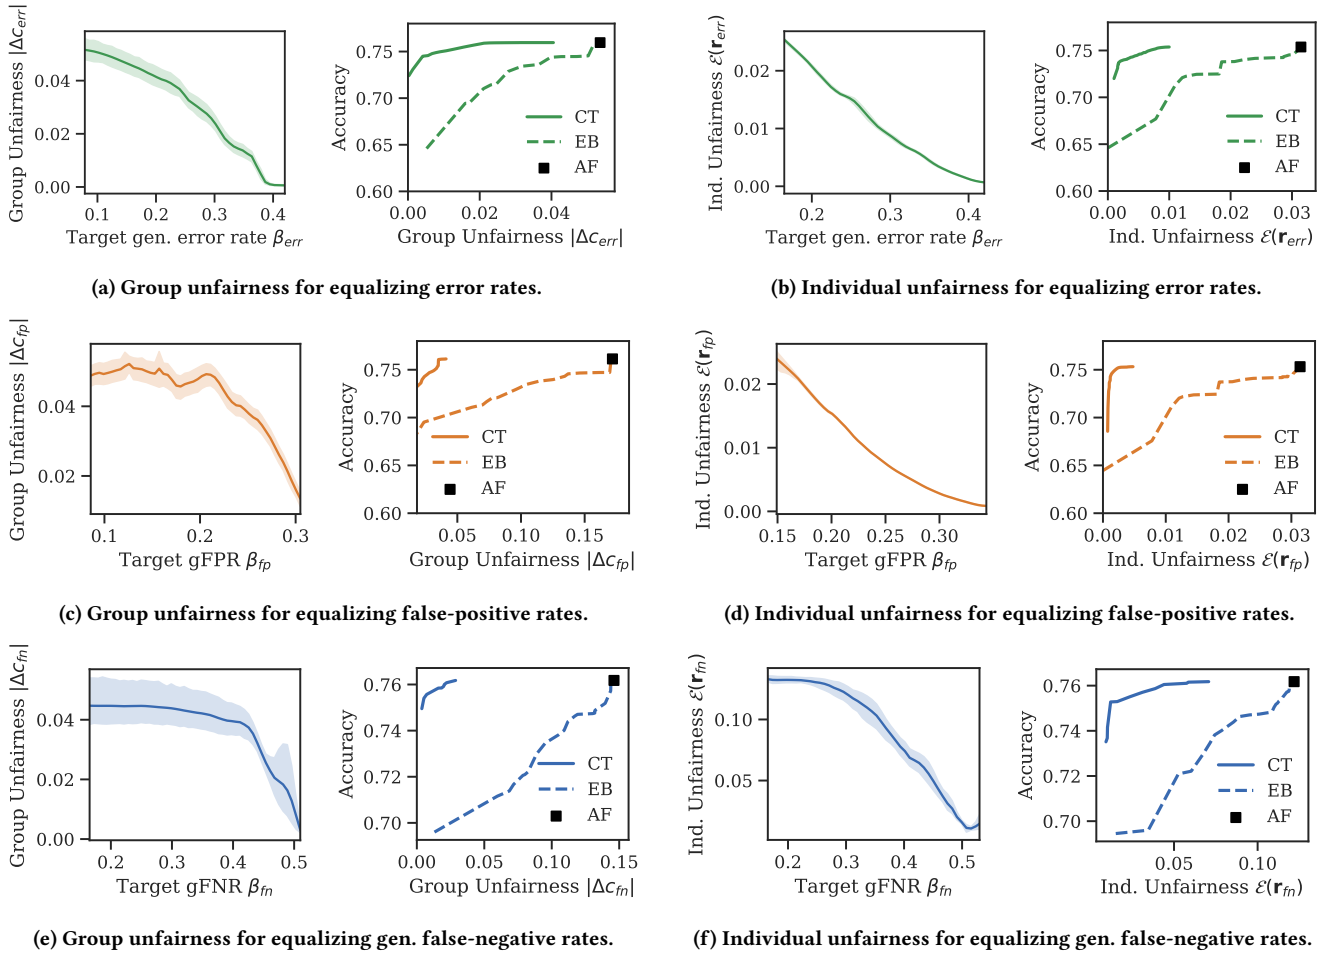 Group Unfairness |Δc_err|
0.04
0.02
0.00
0.1 0.2 0.3 0.4
Target gen. error rate β_err
Accuracy
0.75
0.70
0.65
0.60
0.00 0.02 0.04
Group Unfairness |Δc_err|
CT
EB
AF
(a) Group unfairness for equalizing error rates.
Ind. Unfairness ℰ(r_err)
0.02
0.01
0.00
0.2 0.3 0.4
Target gen. error rate β_err
Accuracy
0.75
0.70
0.65
0.60
0.00 0.01 0.02 0.03
Ind. Unfairness ℰ(r_err)
CT
EB
AF
(b) Individual unfairness for equalizing error rates.
Group Unfairness |Δc_fp|
0.04
0.02
0.1 0.2 0.3
Target gFPR β_fp
Accuracy
0.75
0.70
0.65
0.60
0.05 0.10 0.15
Group Unfairness |Δc_fp|
CT
EB
AF
(c) Group unfairness for equalizing false-positive rates.
Ind. Unfairness ℰ(r_fp)
0.02
0.01
0.00
0.15 0.20 0.25 0.30
Target gFPR β_fp
Accuracy
0.75
0.70
0.65
0.60
0.00 0.01 0.02 0.03
Ind. Unfairness ℰ(r_fp)
CT
EB
AF
(d) Individual unfairness for equalizing false-positive rates.
Group Unfairness |Δc_fn|
0.04
0.02
0.00
0.2 0.3 0.4 0.5
Target gFNR β_fn
Accuracy
0.76
0.74
0.72
0.70
0.00 0.05 0.10 0.15
Group Unfairness |Δc_fn|
CT
EB
AF
(e) Group unfairness for equalizing gen. false-negative rates.
Ind. Unfairness ℰ(r_fn)
0.10
0.05
0.2 0.3 0.4 0.5
Target gFNR β_fn
Accuracy
0.76
0.74
0.72
0.70
0.05 0.10
Ind. Unfairness ℰ(r_fn)
CT
EB
AF
(f) Individual unfairness for equalizing gen. false-negative rates.